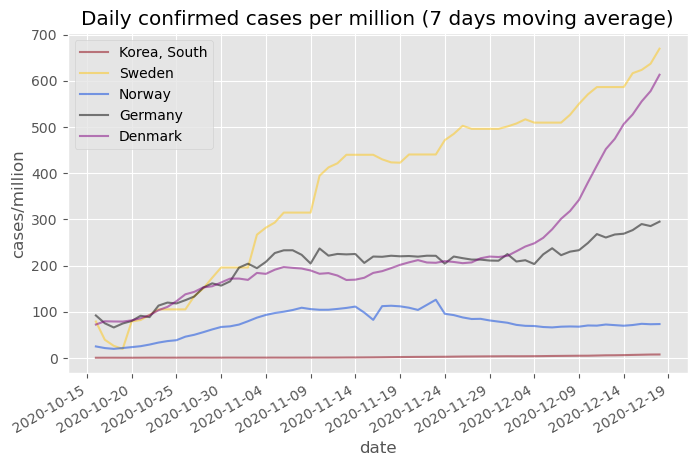 Daily confirmed cases per million (7 days moving average)
700
600
500
400
300
200
100
0
cases/million
Korea, South
Sweden
Norway
Germany
Denmark
2020-10-15
2020-10-20
2020-10-25
2020-10-30
2020-11-04
2020-11-09
2020-11-14
2020-11-19
2020-11-24
2020-11-29
2020-12-04
2020-12-09
2020-12-14
2020-12-19
date